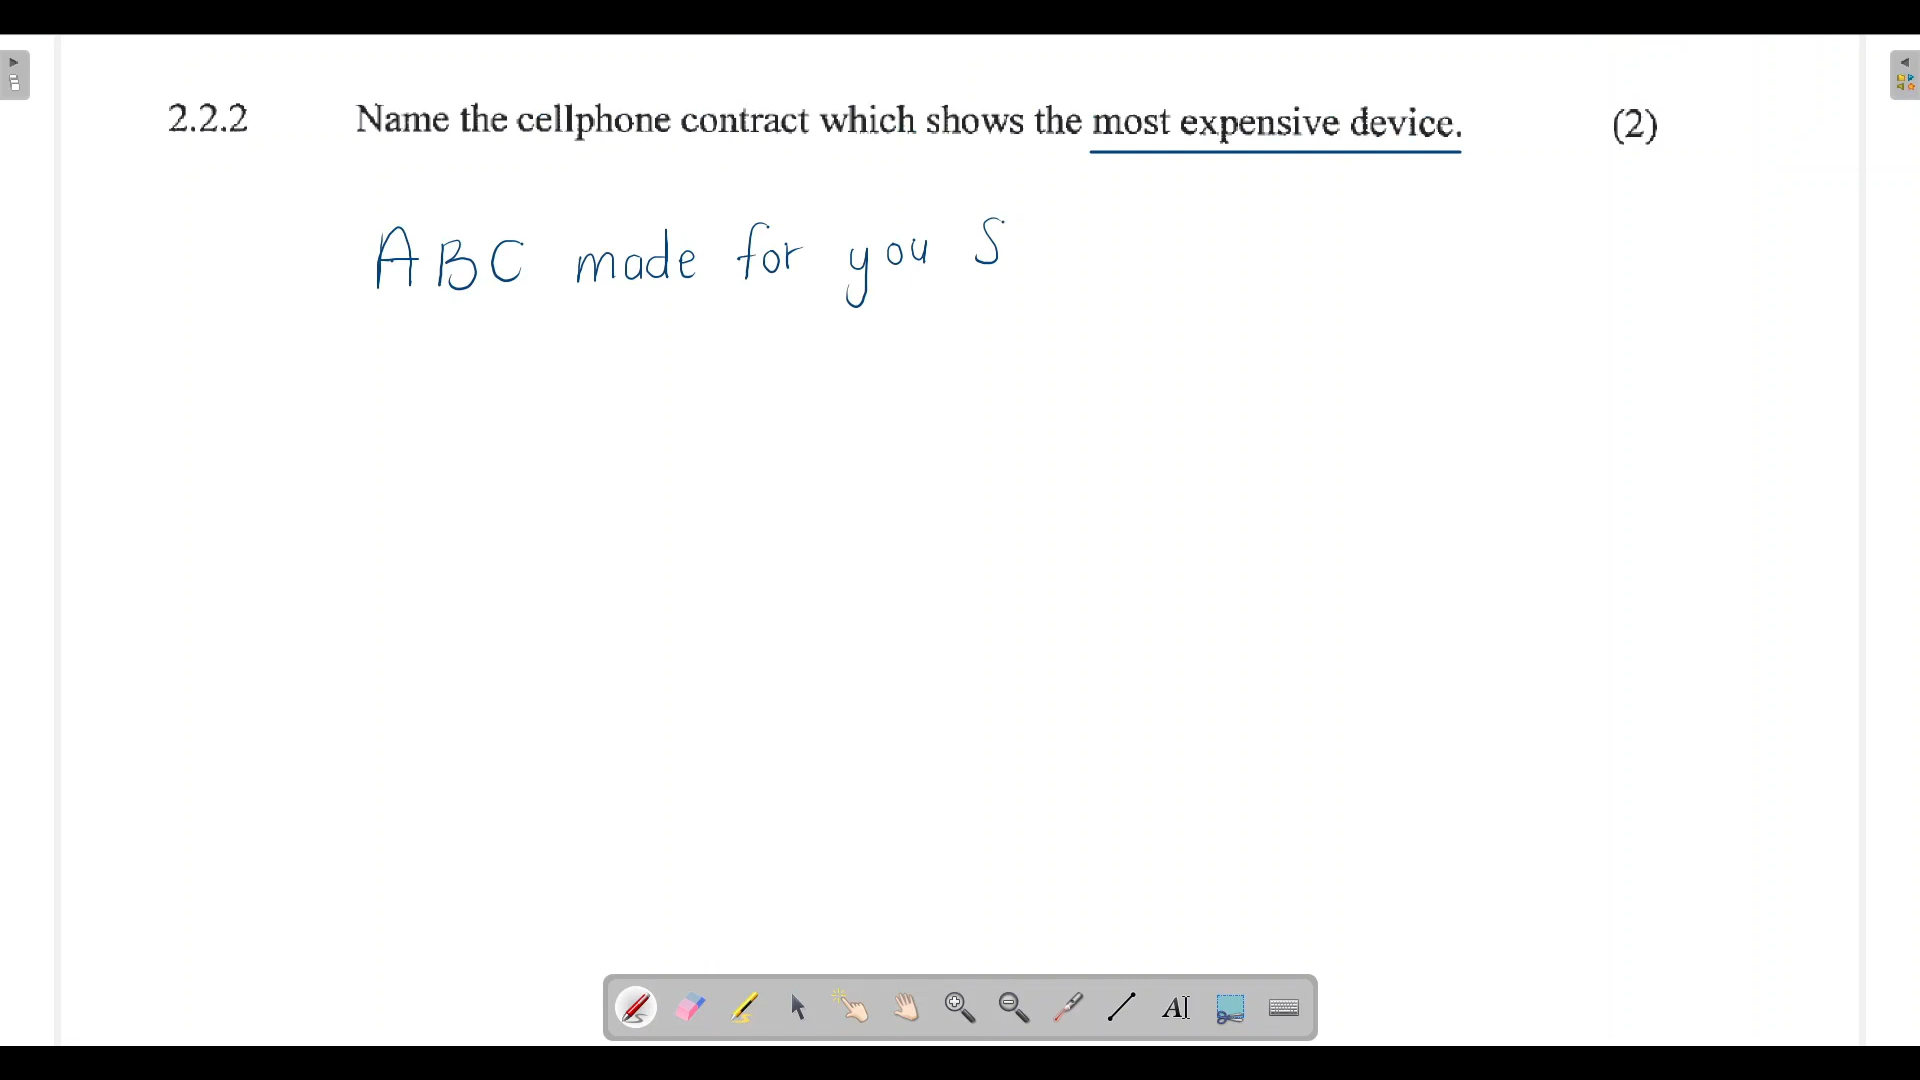 2.2.2 Name the cellphone contract which shows the most expensive device. (2)
ABC made for you S